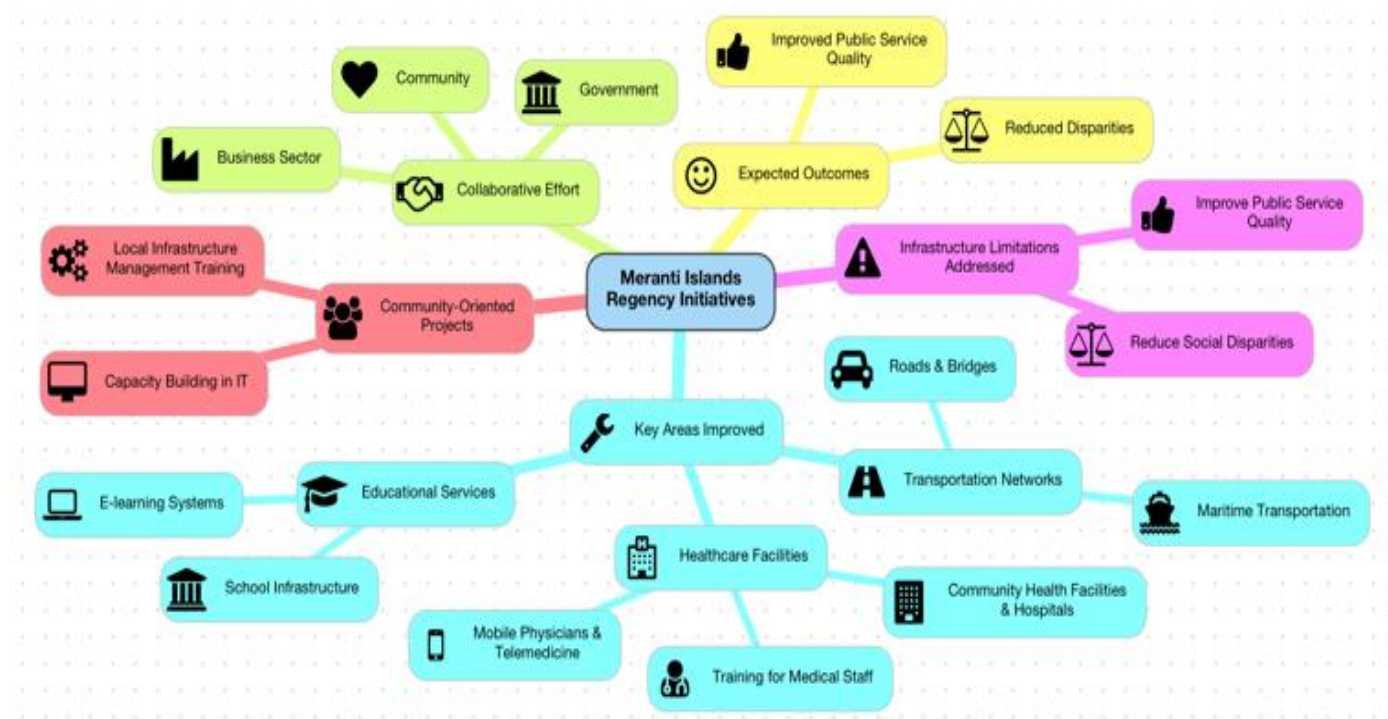 Improved Public Service
Quality
Community
Government
Reduced Disparities
Business Sector
Expected Outcomes
Collaborative Effort
Improve Public Service
Quality
Local Infrastructure
Management Training
Infrastructure Limitations
Addressed
Meranti Islands
Regency Initiatives
Community-Oriented
Projects
Reduce Social Disparities
Roads & Bridges
Capacity Building in IT
Key Areas Improved
Transportation Networks
Educational Services
E-learning Systems
Maritime Transportation
Healthcare Facilities
School Infrastructure
Community Health Facilities
& Hospitals
Mobile Physicians &
Telemedicine
Training for Medical Staff